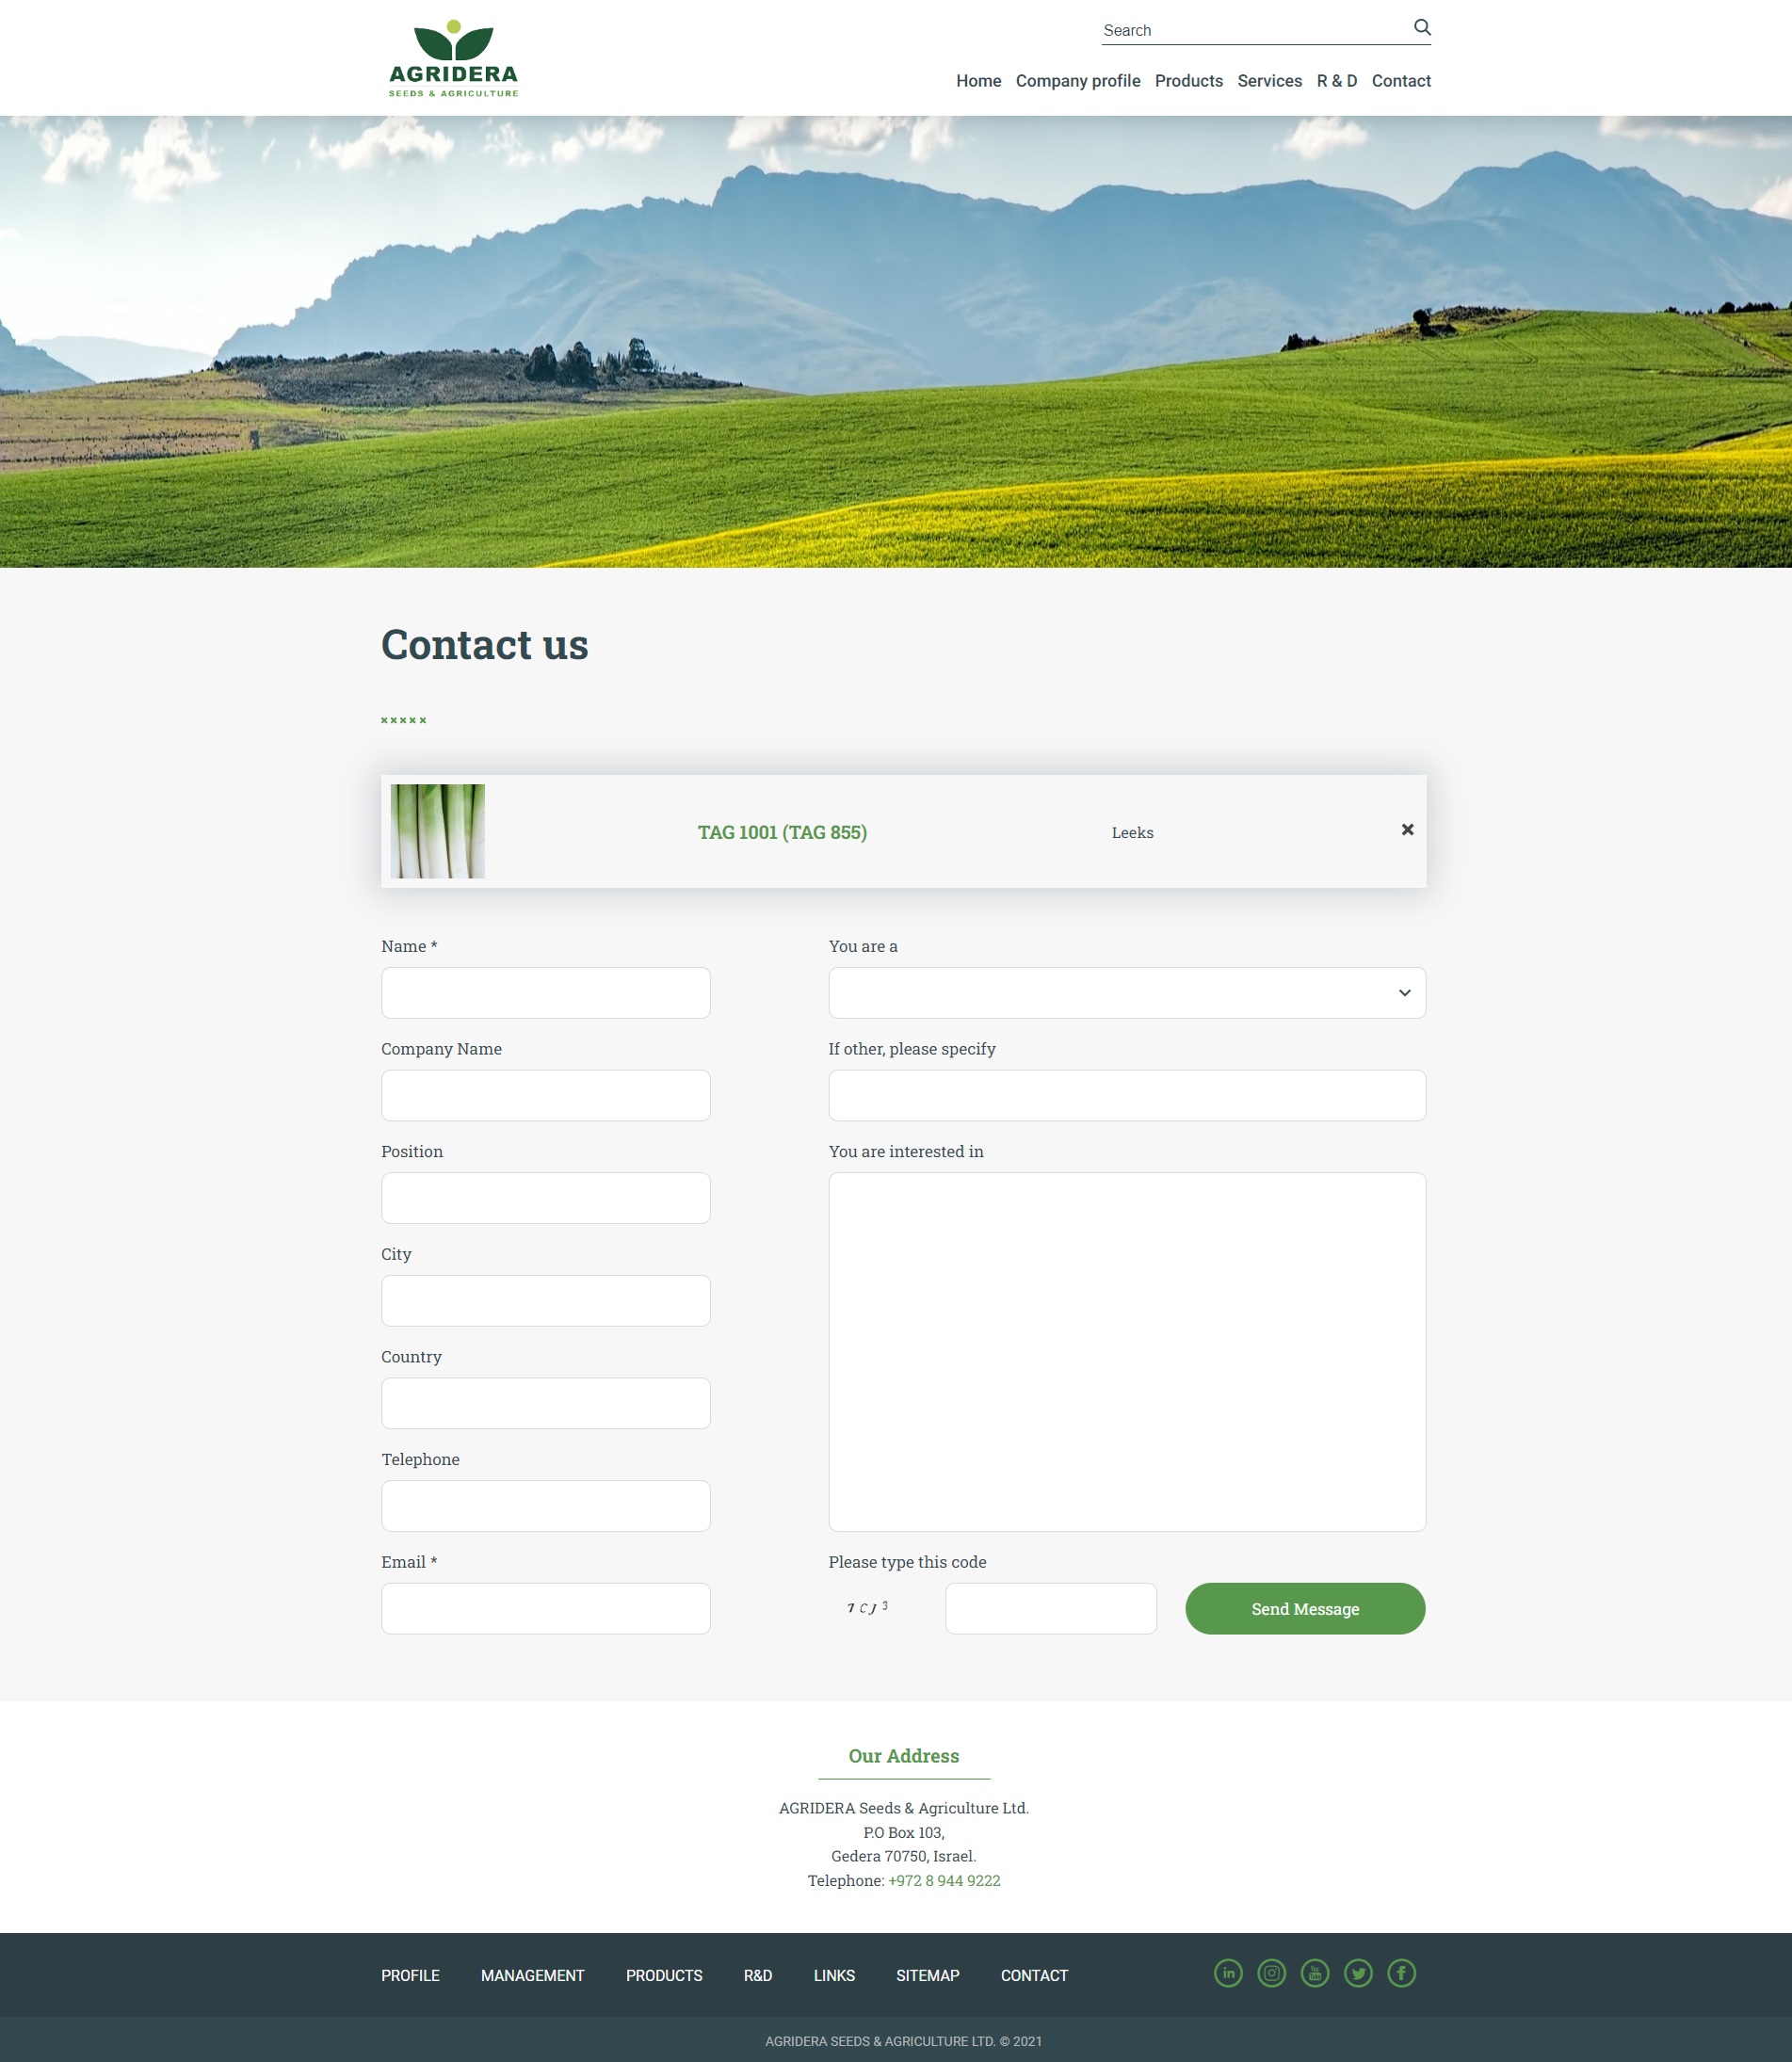 AGRIDERA
SEEDS & AGRICULTURE
Search
Home Company profile Products Services R & D Contact
Contact us
TAG 1001 (TAG 855)
Leeks
Name *
You are a
Company Name
If other, please specify
Position
You are interested in
City
Country
Telephone
Email *
Please type this code
Send Message
Our Address
AGRIDERA Seeds & Agriculture Ltd.
P.O Box 103,
Gedera 70750, Israel.
Telephone: +972 8 944 9222
PROFILE MANAGEMENT PRODUCTS R&D LINKS SITEMAP CONTACT
AGRIDERA SEEDS & AGRICULTURE LTD. © 2021